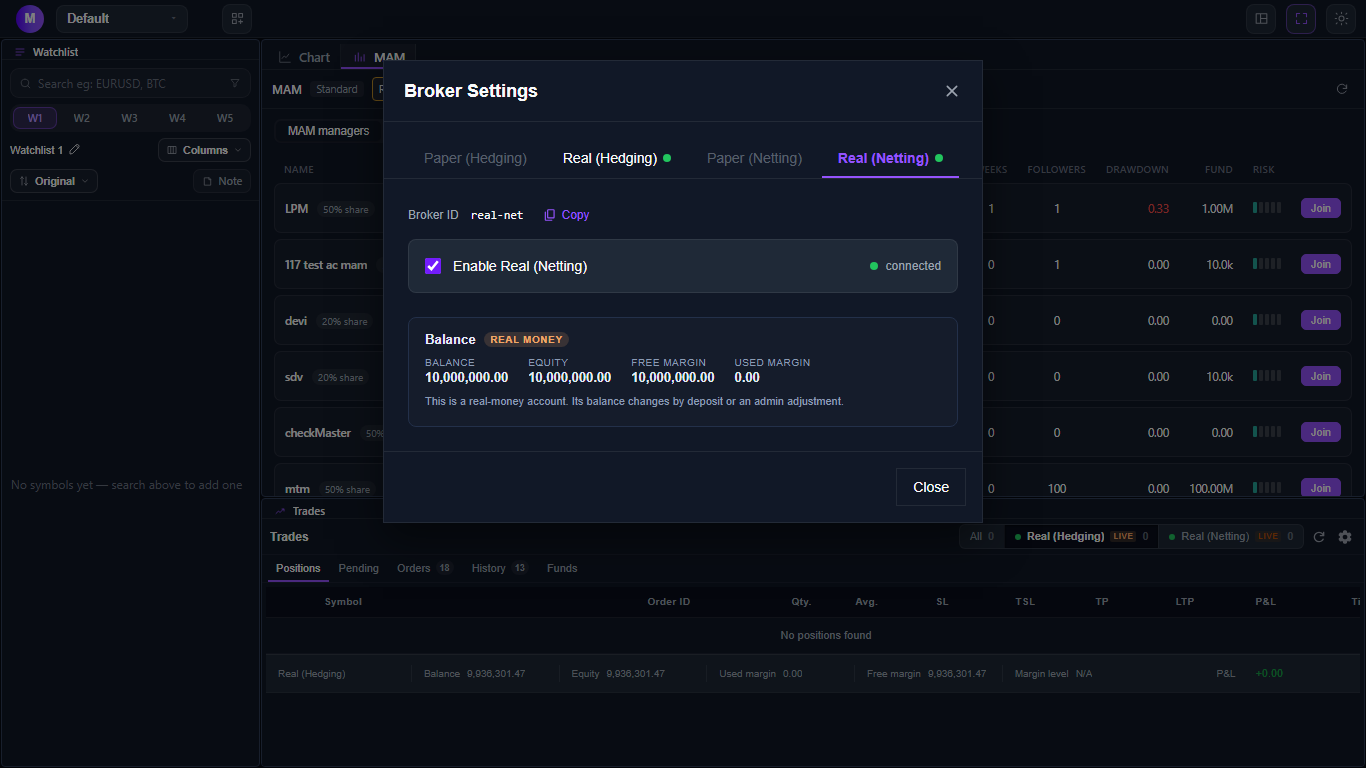 M Default
Watchlist
Search eg: EURUSD, BTC
W1 W2 W3 W4 W5
Watchlist 1 Columns
Original Note
No symbols yet — search above to add one
Chart MAM
MAM Standard
MAM managers
NAME FOLLOWERS DRAWDOWN FUND RISK
LPM 50% share 1 1 0.33 1.00M Join
117 test ac mam 0 1 0.00 10.0k Join
devi 20% share 0 0 0.00 0.00 Join
sdv 20% share 0 0 0.00 10.0k Join
checkMaster 50% 0 0 0.00 0.00 Join
mtm 50% share 0 100 0.00 100.00M Join
Broker Settings
Paper (Hedging) Real (Hedging) Paper (Netting) Real (Netting)
Broker ID real-net Copy
Enable Real (Netting) connected
Balance REAL MONEY
BALANCE EQUITY FREE MARGIN USED MARGIN
10,000,000.00 10,000,000.00 10,000,000.00 0.00
This is a real-money account. Its balance changes by deposit or an admin adjustment.
Close
Trades
Trades All 0 Real (Hedging) LIVE 0 Real (Netting) LIVE 0
Positions Pending Orders 18 History 13 Funds
Symbol Order ID Qty. Avg. SL TSL TP LTP P&L Ti
No positions found
Real (Hedging) Balance 9,936,301.47 Equity 9,936,301.47 Used margin 0.00 Free margin 9,936,301.47 Margin level N/A P&L +0.00